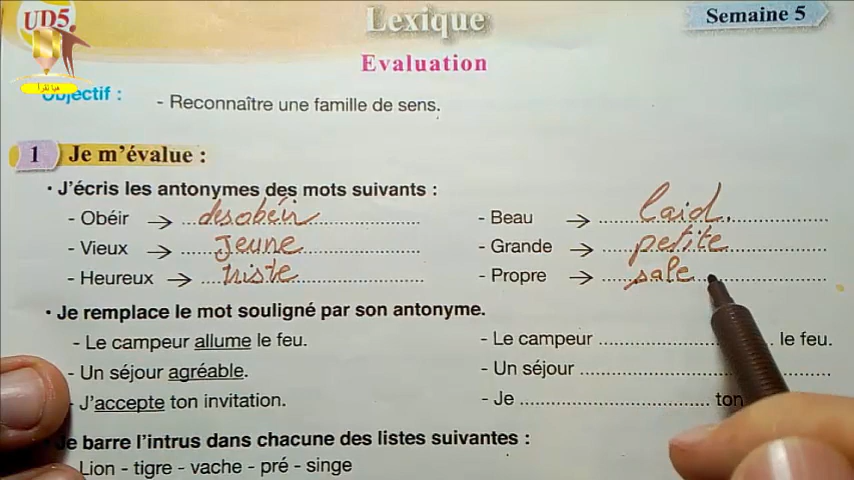 UD5.
Lexique
Semaine 5
هيا نقرأ
Evaluation
Objectif :
- Reconnaître une famille de sens.
1 Je m'évalue :
• J'écris les antonymes des mots suivants :
- Obéir → desobéir
- Beau → laid.
- Vieux → jeune
- Grande → petite
- Heureux → triste
- Propre → sale
• Je remplace le mot souligné par son antonyme.
- Le campeur allume le feu.
- Le campeur .................... le feu.
- Un séjour agréable.
- Un séjour ....................
- J'accepte ton invitation.
- Je .................... ton
• Je barre l'intrus dans chacune des listes suivantes :
Lion - tigre - vache - pré - singe